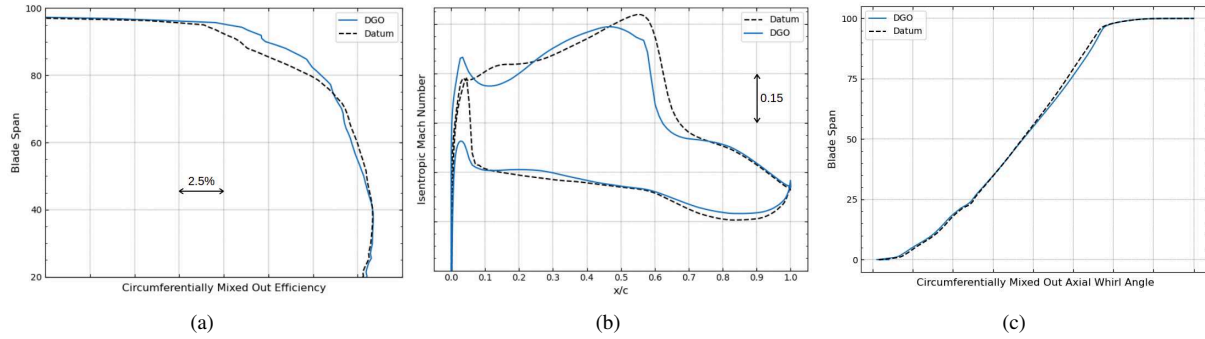 100
80
60
40
20
Blade Span
DGO
Datum
2.5%
Circumferentially Mixed Out Efficiency
(a)
Isentropic Mach Number
Datum
DGO
0.15
0.0 0.1 0.2 0.3 0.4 0.5 0.6 0.7 0.8 0.9 1.0
x/c
(b)
100
75
50
25
0
Blade Span
DGO
Datum
Circumferentially Mixed Out Axial Whirl Angle
(c)